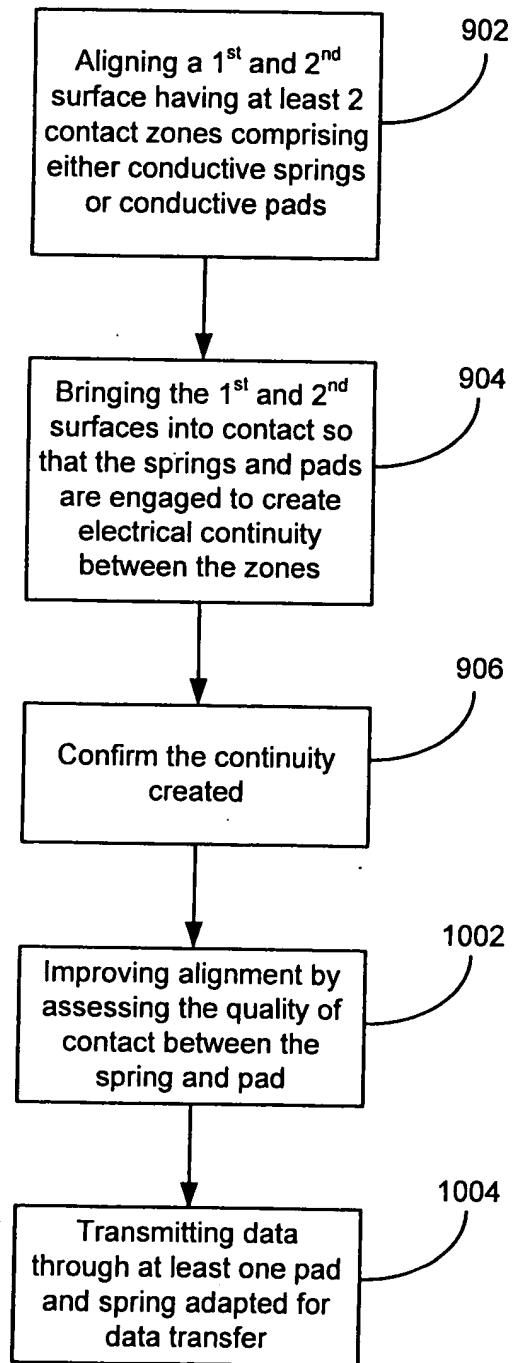 902
Aligning a 1st and 2nd
surface having at least 2
contact zones comprising
either conductive springs
or conductive pads
904
Bringing the 1st and 2nd
surfaces into contact so
that the springs and pads
are engaged to create
electrical continuity
between the zones
906
Confirm the continuity
created
1002
Improving alignment by
assessing the quality of
contact between the
spring and pad
1004
Transmitting data
through at least one pad
and spring adapted for
data transfer